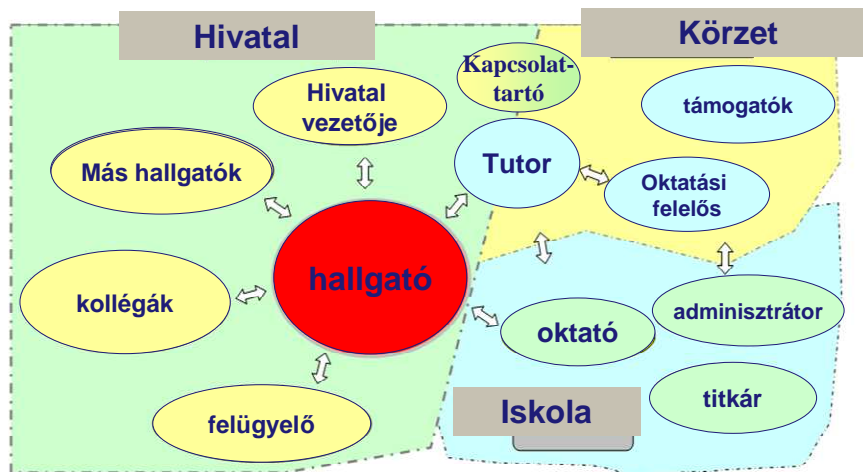 Hivatal
Körzet
Kapcsolat-
tartó
Hivatal
vezetője
támogatók
Más hallgatók
Tutor
Oktatási
felelős
hallgató
kollégák
oktató
adminisztrátor
titkár
Iskola
felügyelő